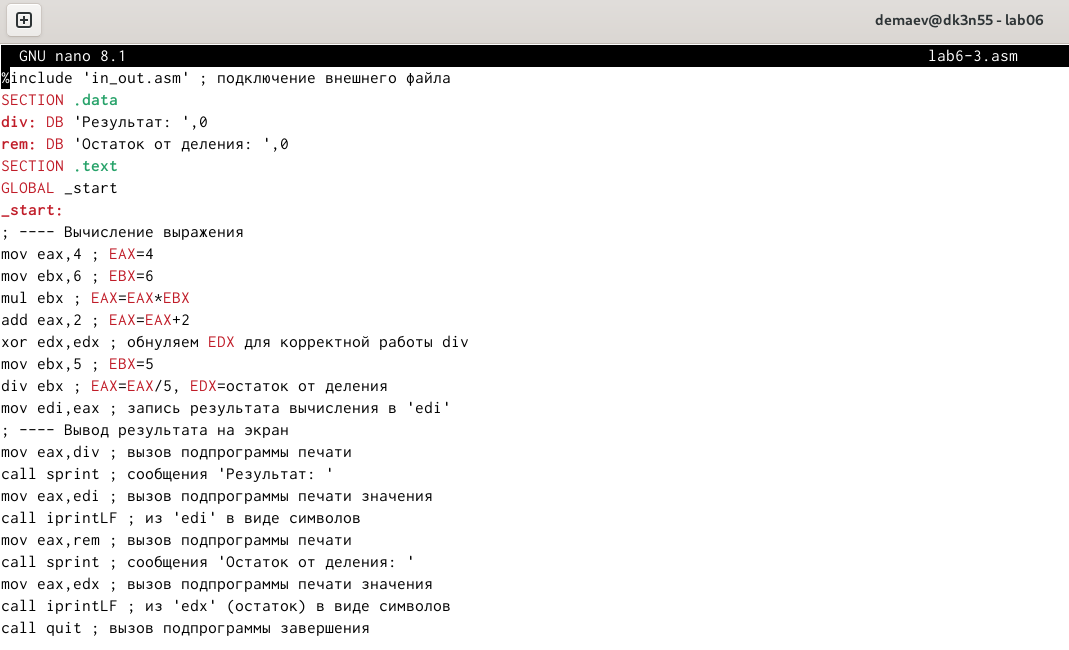 demaev@dk3n55 - lab06
GNU nano 8.1 lab6-3.asm
%include 'in_out.asm' ; подключение внешнего файла
SECTION .data
div: DB 'Результат: ',0
rem: DB 'Остаток от деления: ',0
SECTION .text
GLOBAL _start
_start:
; ---- Вычисление выражения
mov eax,4 ; EAX=4
mov ebx,6 ; EBX=6
mul ebx ; EAX=EAX*EBX
add eax,2 ; EAX=EAX+2
xor edx,edx ; обнуляем EDX для корректной работы div
mov ebx,5 ; EBX=5
div ebx ; EAX=EAX/5, EDX=остаток от деления
mov edi,eax ; запись результата вычисления в 'edi'
; ---- Вывод результата на экран
mov eax,div ; вызов подпрограммы печати
call sprint ; сообщения 'Результат: '
mov eax,edi ; вызов подпрограммы печати значения
call iprintLF ; из 'edi' в виде символов
mov eax,rem ; вызов подпрограммы печати
call sprint ; сообщения 'Остаток от деления: '
mov eax,edx ; вызов подпрограммы печати значения
call iprintLF ; из 'edx' (остаток) в виде символов
call quit ; вызов подпрограммы завершения